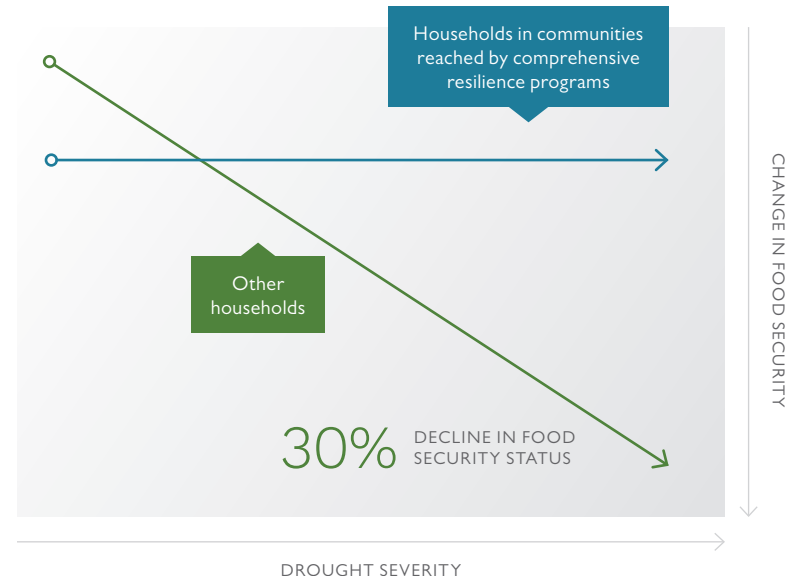 Households in communities
reached by comprehensive
resilience programs
Other
households
30%
DECLINE IN FOOD
SECURITY STATUS
CHANGE IN FOOD SECURITY
DROUGHT SEVERITY